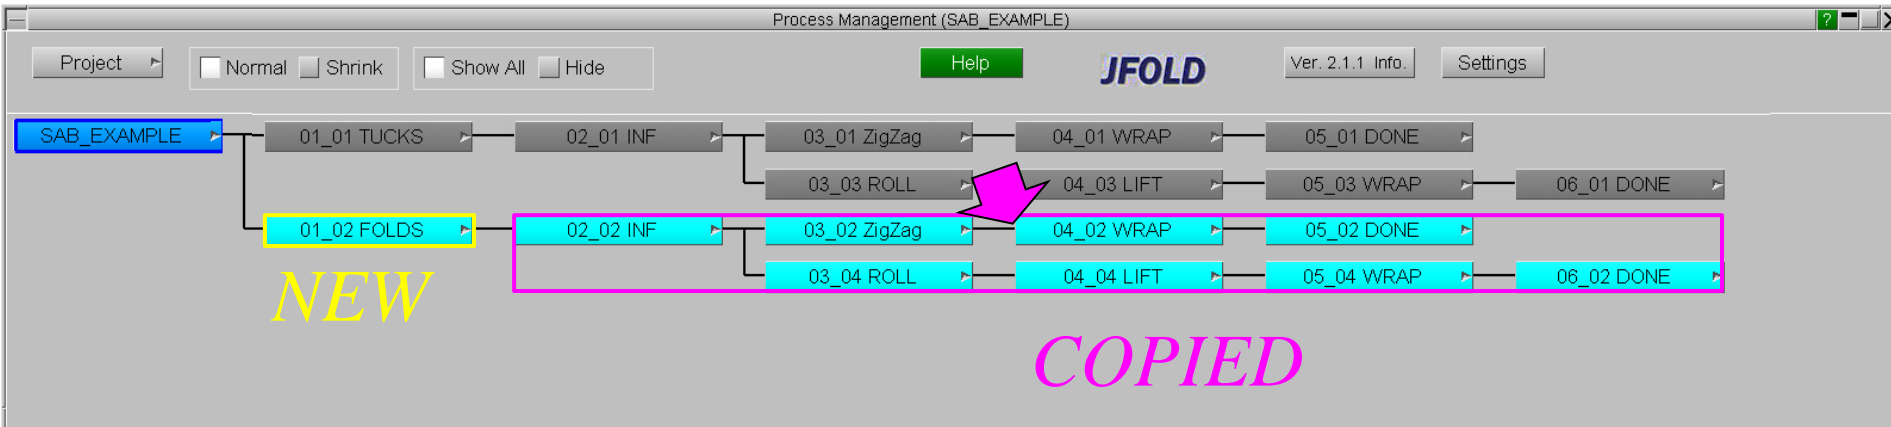 Process Management (SAB_EXAMPLE) ?
Project Normal Shrink Show All Hide Help JFOLD Ver. 2.1.1 Info. Settings
SAB_EXAMPLE 01_01 TUCKS 02_01 INF 03_01 ZigZag 04_01 WRAP 05_01 DONE
03_03 ROLL 04_03 LIFT 05_03 WRAP 06_01 DONE
01_02 FOLDS 02_02 INF 03_02 ZigZag 04_02 WRAP 05_02 DONE
03_04 ROLL 04_04 LIFT 05_04 WRAP 06_02 DONE
NEW
COPIED